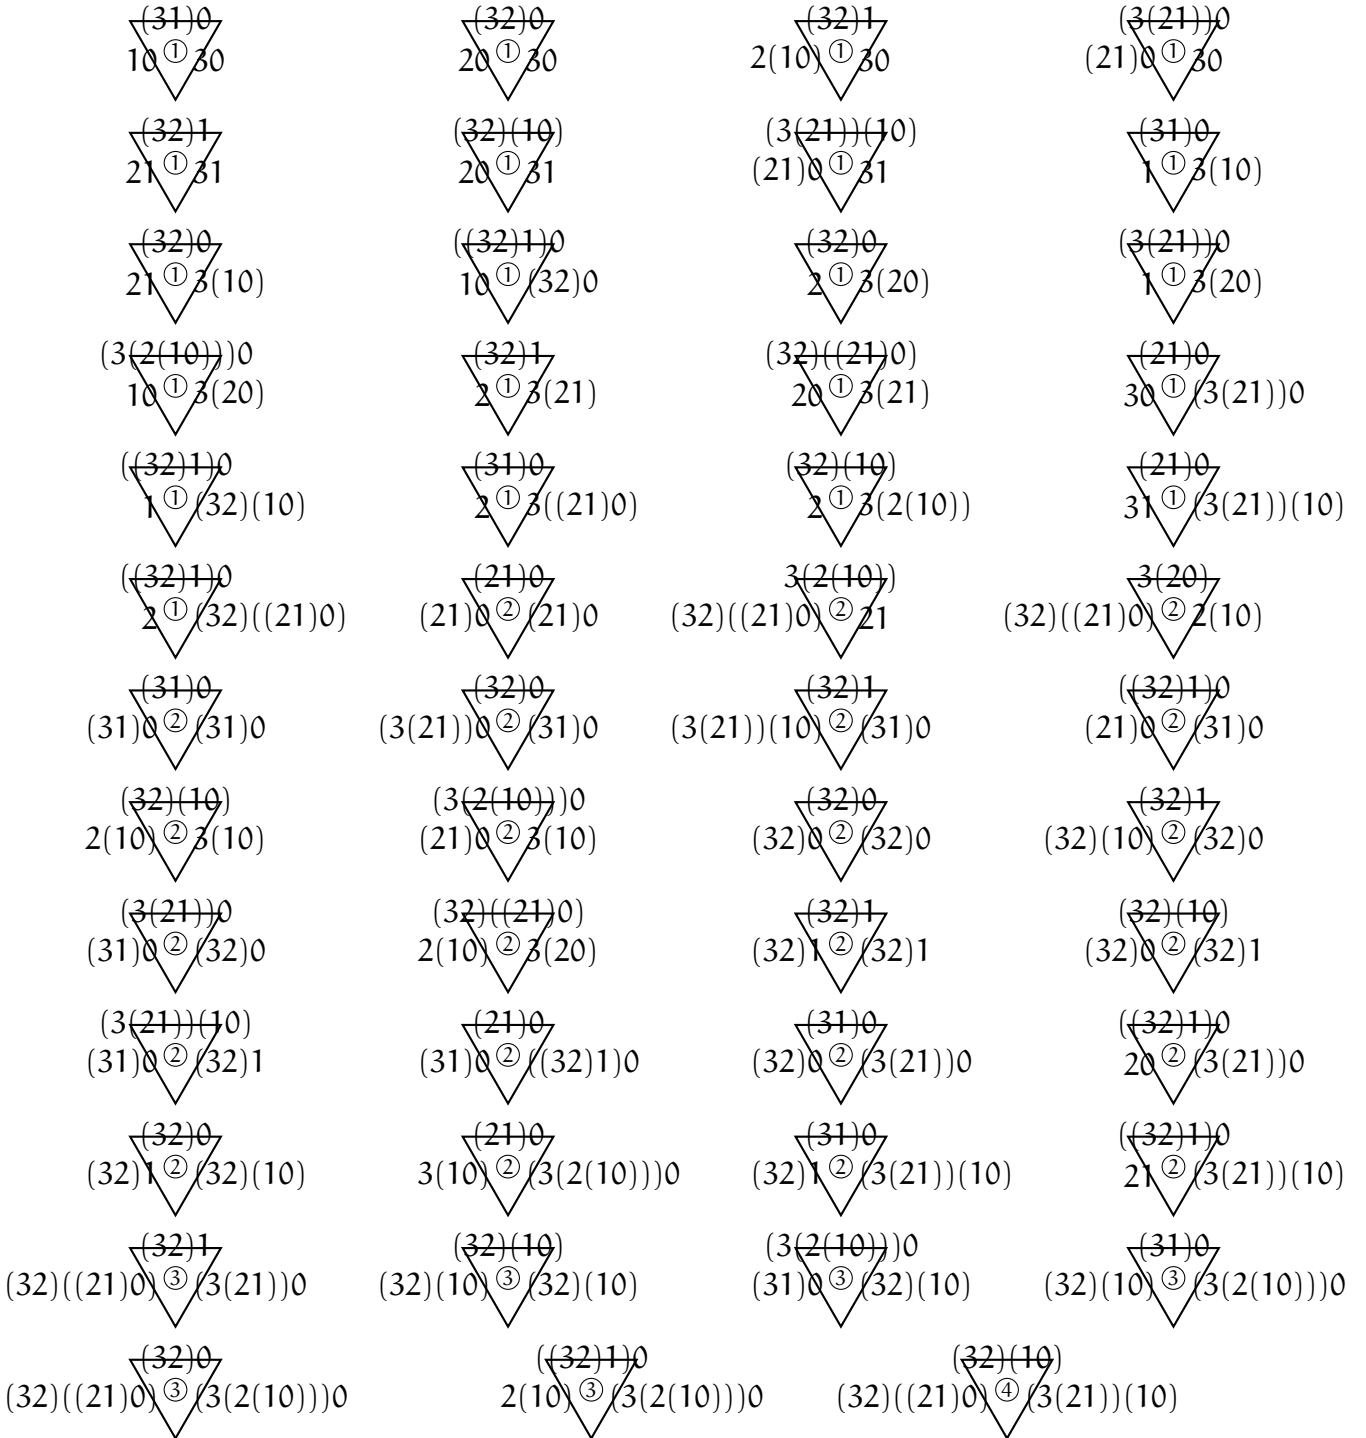 (31)0 (32)0 (32)1 (3(21))0
10 ① 30 20 ① 30 2(10) ① 30 (21)0 ① 30
(32)1 (32)(10) (3(21))(10) (31)0
21 ① 31 20 ① 31 (21)0 ① 31 1 ① 3(10)
(32)0 ((32)1)0 (32)0 (3(21))0
21 ① 3(10) 10 ① (32)0 2 ① 3(20) 1 ① 3(20)
(3(2(10)))0 (32)1 (32)((21)0) (21)0
10 ① 3(20) 2 ① 3(21) 20 ① 3(21) 30 ① (3(21))0
((32)1)0 (31)0 (32)(10) (21)0
1 ① (32)(10) 2 ① 3((21)0) 2 ① 3(2(10)) 31 ① (3(21))(10)
((32)1)0 (21)0 3(2(10)) 3(20)
2 ① (32)((21)0) (21)0 ② (21)0 (32)((21)0) ② 21 (32)((21)0) ② 2(10)
(31)0 (32)0 (32)1 ((32)1)0
(31)0 ② (31)0 (3(21))0 ② (31)0 (3(21))(10) ② (31)0 (21)0 ② (31)0
(32)(10) (3(2(10)))0 (32)0 (32)1
2(10) ② 3(10) (21)0 ② 3(10) (32)0 ② (32)0 (32)(10) ② (32)0
(3(21))0 (32)((21)0) (32)1 (32)(10)
(31)0 ② (32)0 2(10) ② 3(20) (32)1 ② (32)1 (32)0 ② (32)1
(3(21))(10) (21)0 (31)0 ((32)1)0
(31)0 ② (32)1 (31)0 ② ((32)1)0 (32)0 ② (3(21))0 20 ② (3(21))0
(32)0 (21)0 (31)0 ((32)1)0
(32)1 ② (32)(10) 3(10) ② (3(2(10)))0 (32)1 ② (3(21))(10) 21 ② (3(21))(10)
(32)1 (32)(10) (3(2(10)))0 (31)0
(32)((21)0) ③ (3(21))0 (32)(10) ③ (32)(10) (31)0 ③ (32)(10) (32)(10) ③ (3(2(10)))0
(32)0 ((32)1)0 (32)(10)
(32)((21)0) ③ (3(2(10)))0 2(10) ③ (3(2(10)))0 (32)((21)0) ④ (3(21))(10)